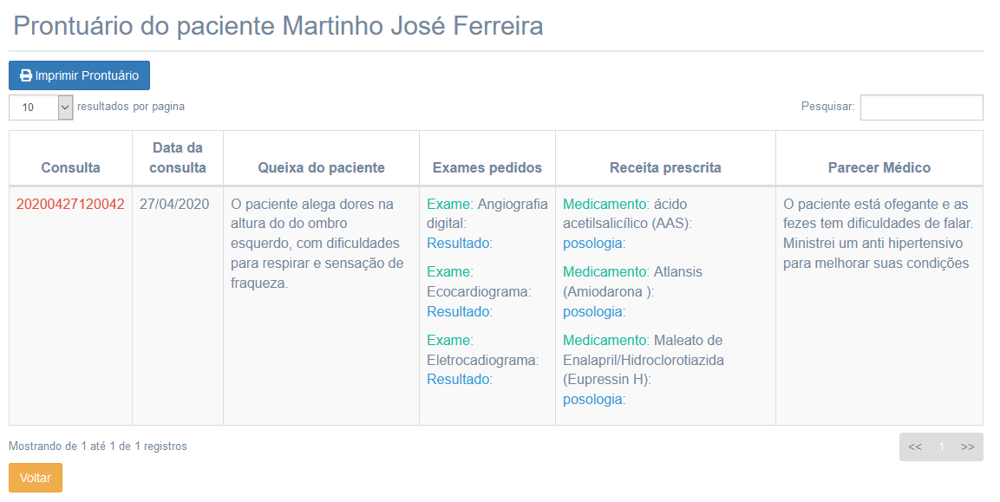 Prontuário do paciente Martinho José Ferreira
Imprimir Prontuário
10 resultados por pagina
Pesquisar:
Consulta
Data da
consulta
Queixa do paciente
Exames pedidos
Receita prescrita
Parecer Médico
20200427120042
27/04/2020
O paciente alega dores na
altura do do ombro
esquerdo, com dificuldades
para respirar e sensação de
fraqueza.
Exame: Angiografia
digital:
Resultado:
Exame:
Ecocardiograma:
Resultado:
Exame:
Eletrocadiograma:
Resultado:
Medicamento: ácido
acetilsalicílico (AAS):
posologia:
Medicamento: Atlansis
(Amiodarona ):
posologia:
Medicamento: Maleato de
Enalapril/Hidroclorotiazida
(Eupressin H):
posologia:
O paciente está ofegante e as
fezes tem dificuldades de falar.
Ministrei um anti hipertensivo
para melhorar suas condições
Mostrando de 1 até 1 de 1 registros
<< 1 >>
Voltar